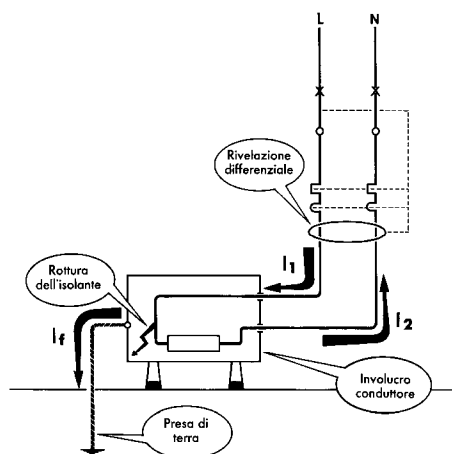 L N
Rivelazione
differenziale
I1
Rottura
dell'isolante
If
I2
Involucro
conduttore
Presa di
terra